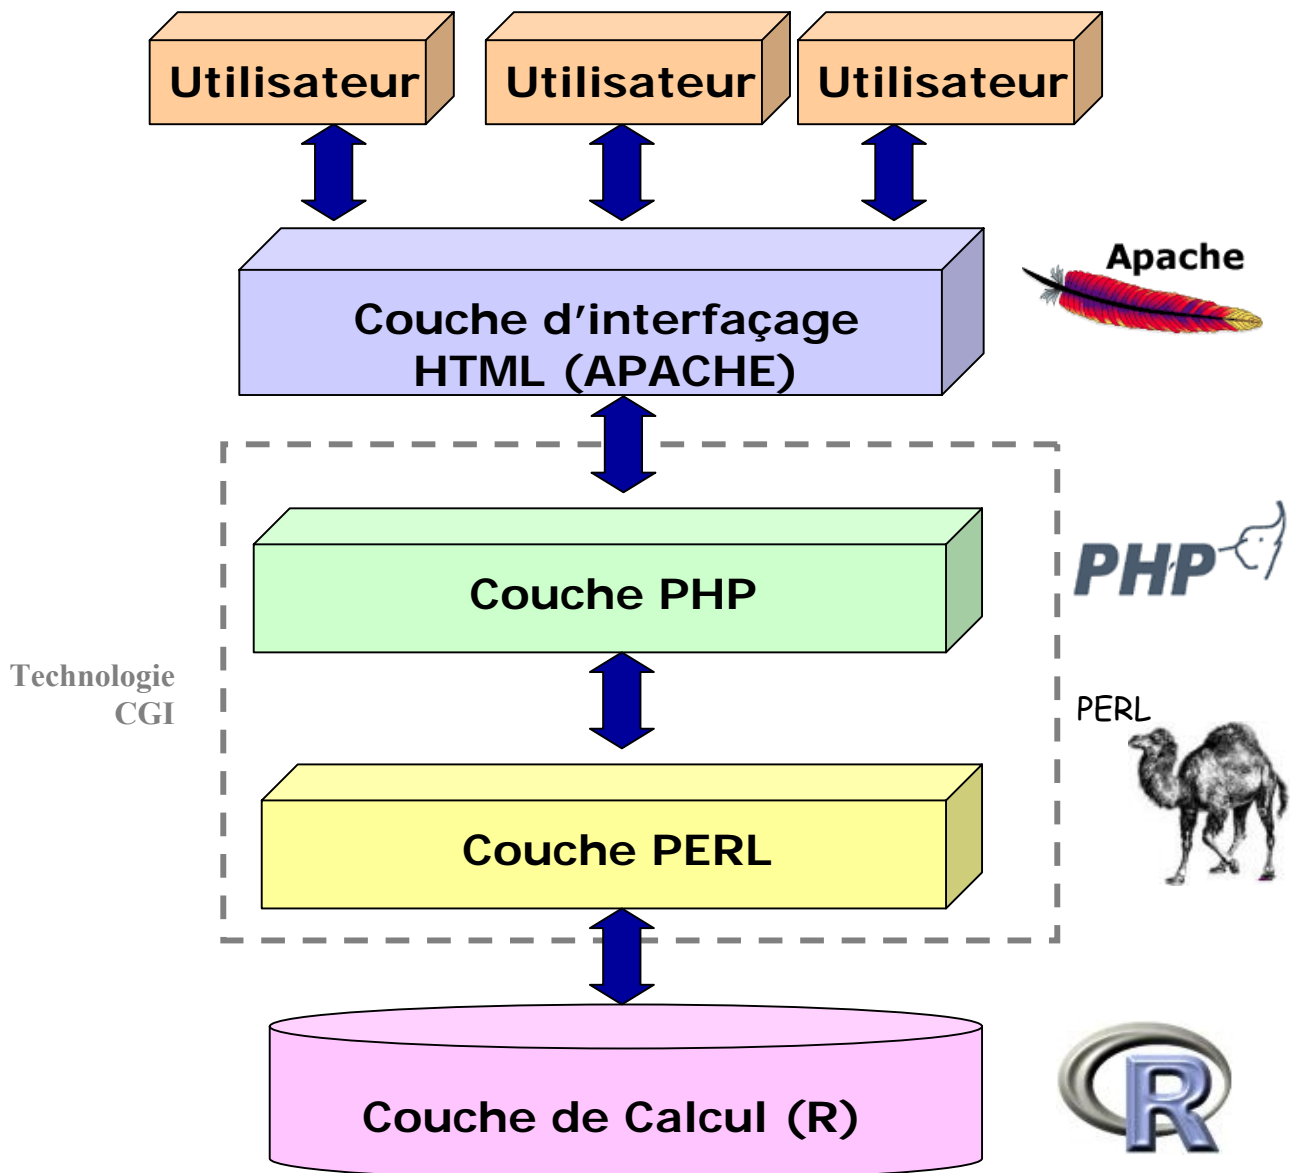 Utilisateur Utilisateur Utilisateur
Apache
Couche d'interfaçage
HTML (APACHE)
Couche PHP
PHP
Technologie
CGI
PERL
Couche PERL
Couche de Calcul (R)
R